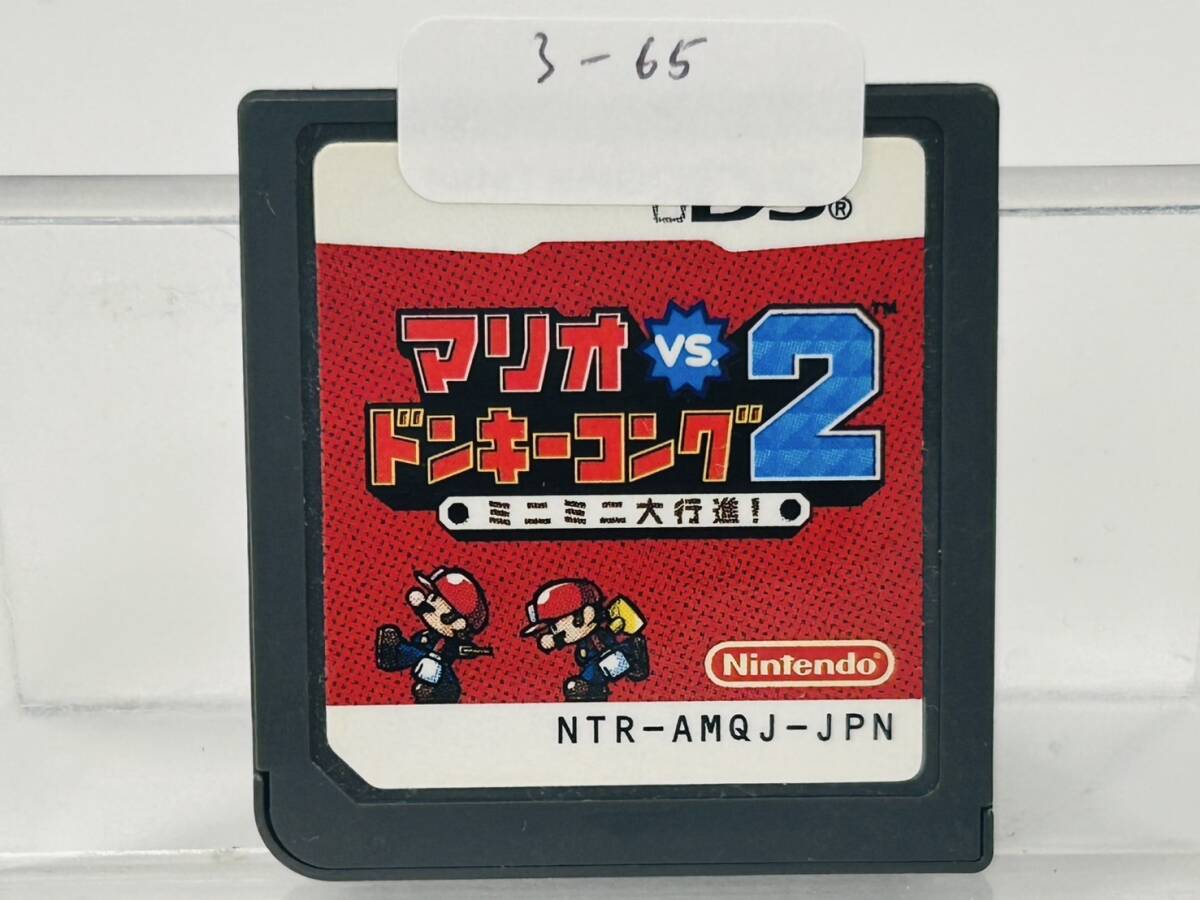 3-65
DS®
マリオ VS.
ドンキーコング 2™
ミニミニ大行進!
Nintendo®
NTR-AMQJ-JPN